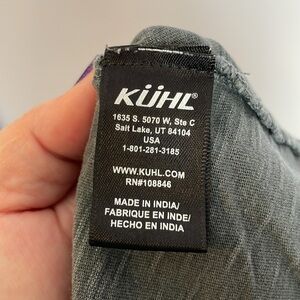 KÜHL®
1635 S. 5070 W, Ste C
Salt Lake, UT 84104
USA
1-801-281-3185
WWW.KUHL.COM
RN#108846
MADE IN INDIA/
FABRIQUE EN INDE/
HECHO EN INDIA